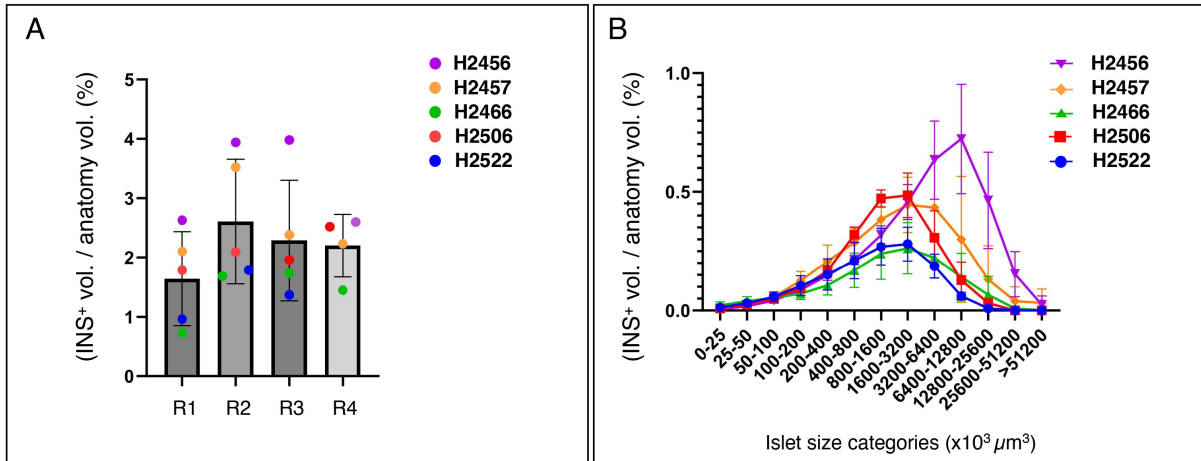 A
(INS⁺ vol. / anatomy vol. (%)
5
4
3
2
1
0
R1 R2 R3 R4
H2456
H2457
H2466
H2506
H2522
B
(INS⁺ vol. / anatomy vol. (%)
1.0
0.5
0.0
0-25
25-50
50-100
100-200
200-400
400-800
800-1600
1600-3200
3200-6400
6400-12800
12800-25600
25600-51200
>51200
Islet size categories (x10³ µm³)
H2456
H2457
H2466
H2506
H2522